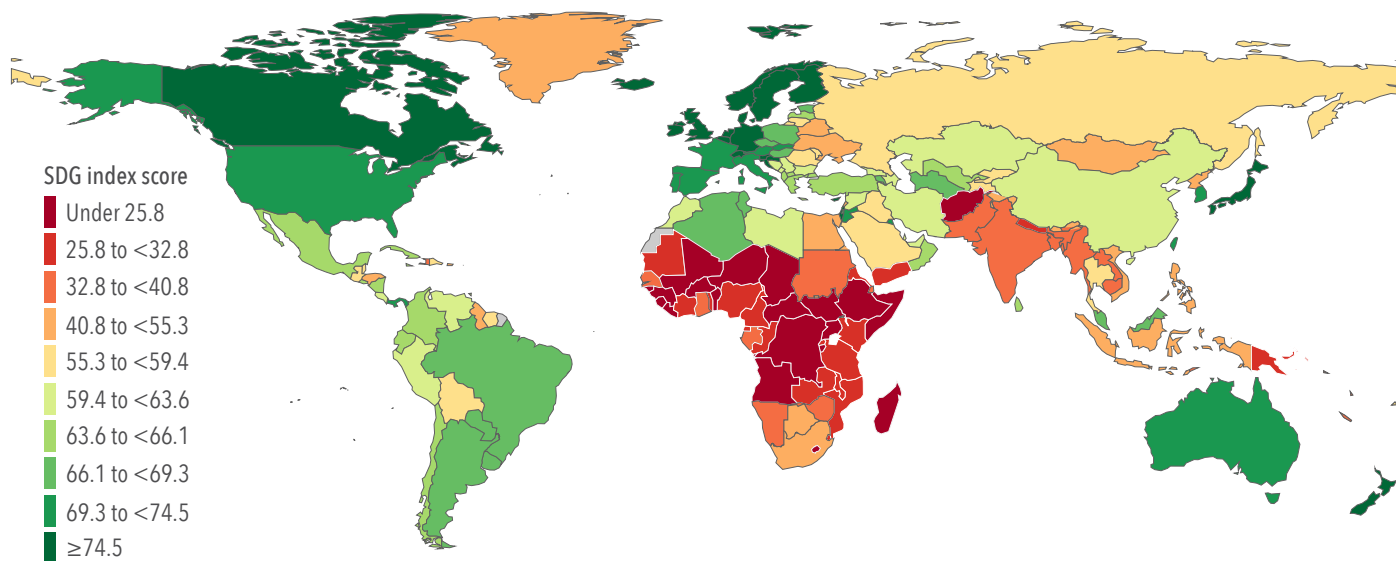 SDG index score
Under 25.8
25.8 to <32.8
32.8 to <40.8
40.8 to <55.3
55.3 to <59.4
59.4 to <63.6
63.6 to <66.1
66.1 to <69.3
69.3 to <74.5
≥74.5